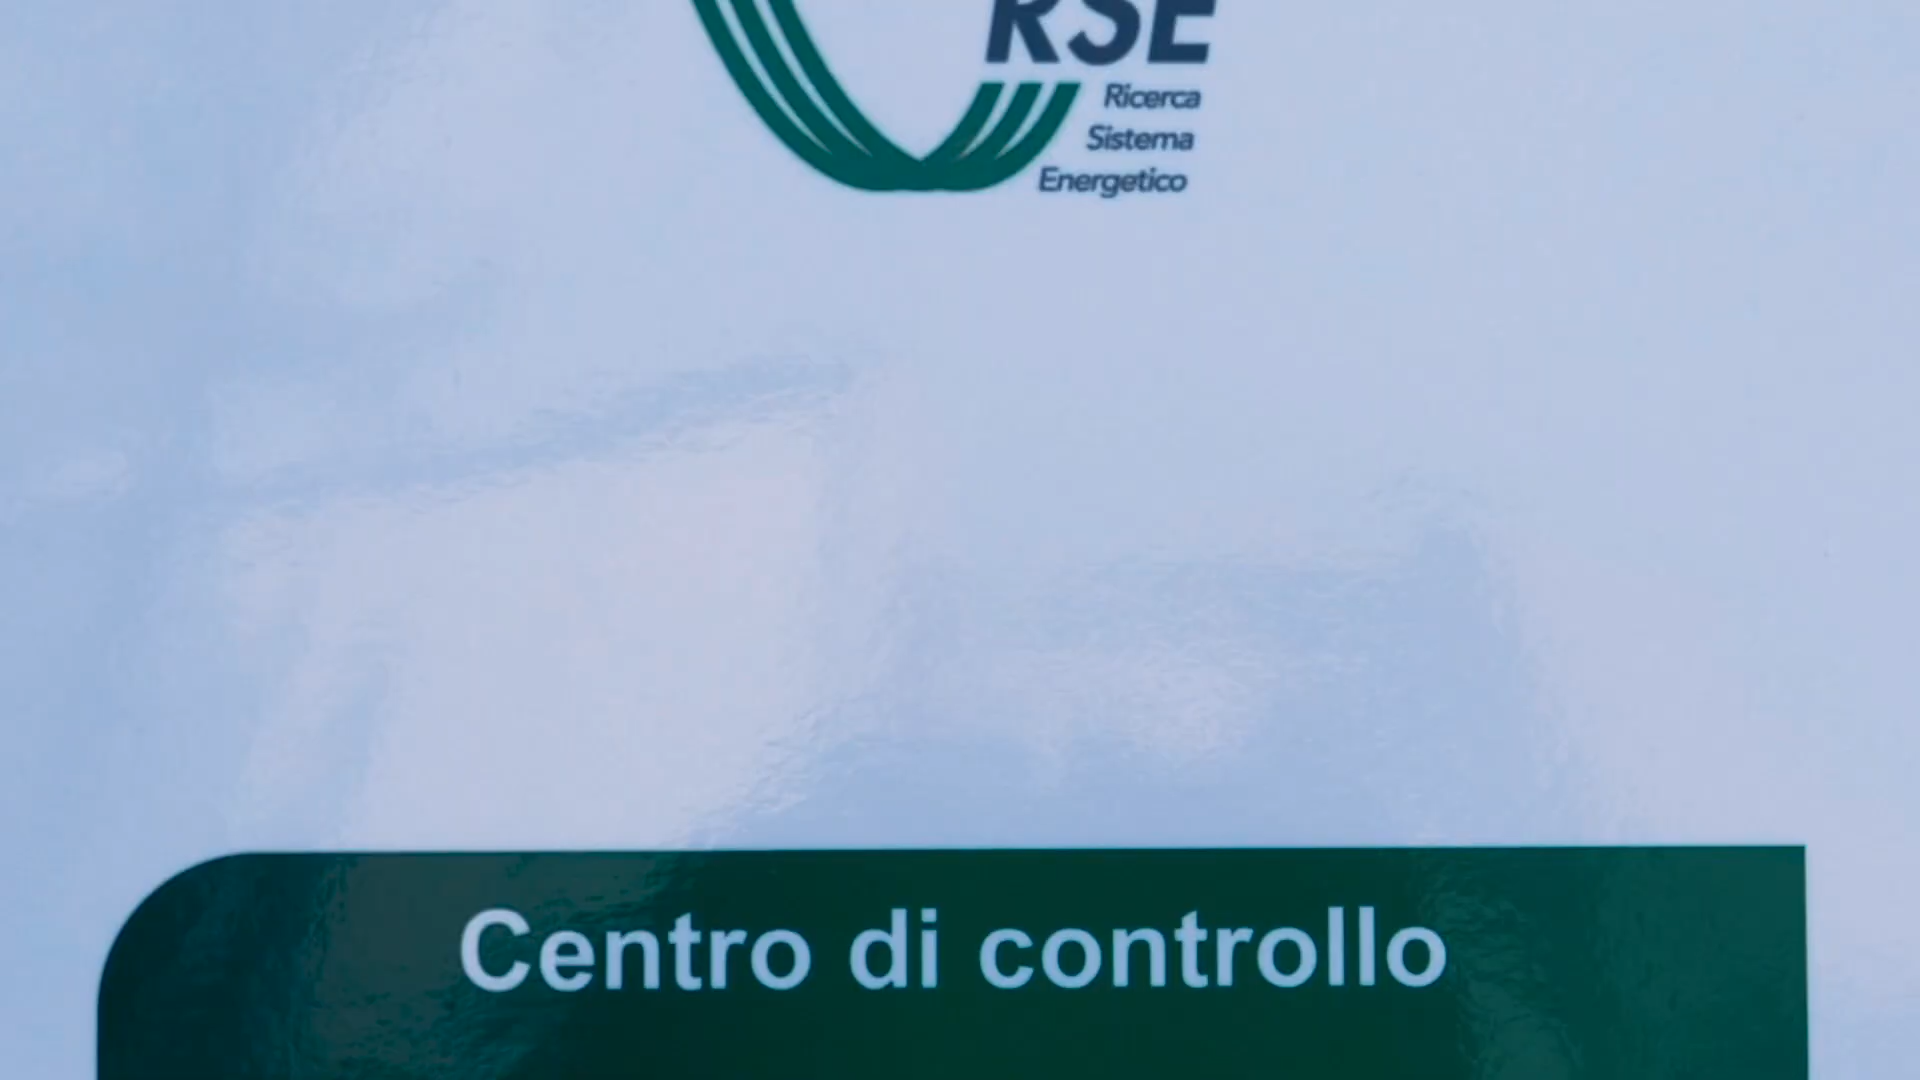 RSE
Ricerca
Sistema
Energetico
Centro di controllo